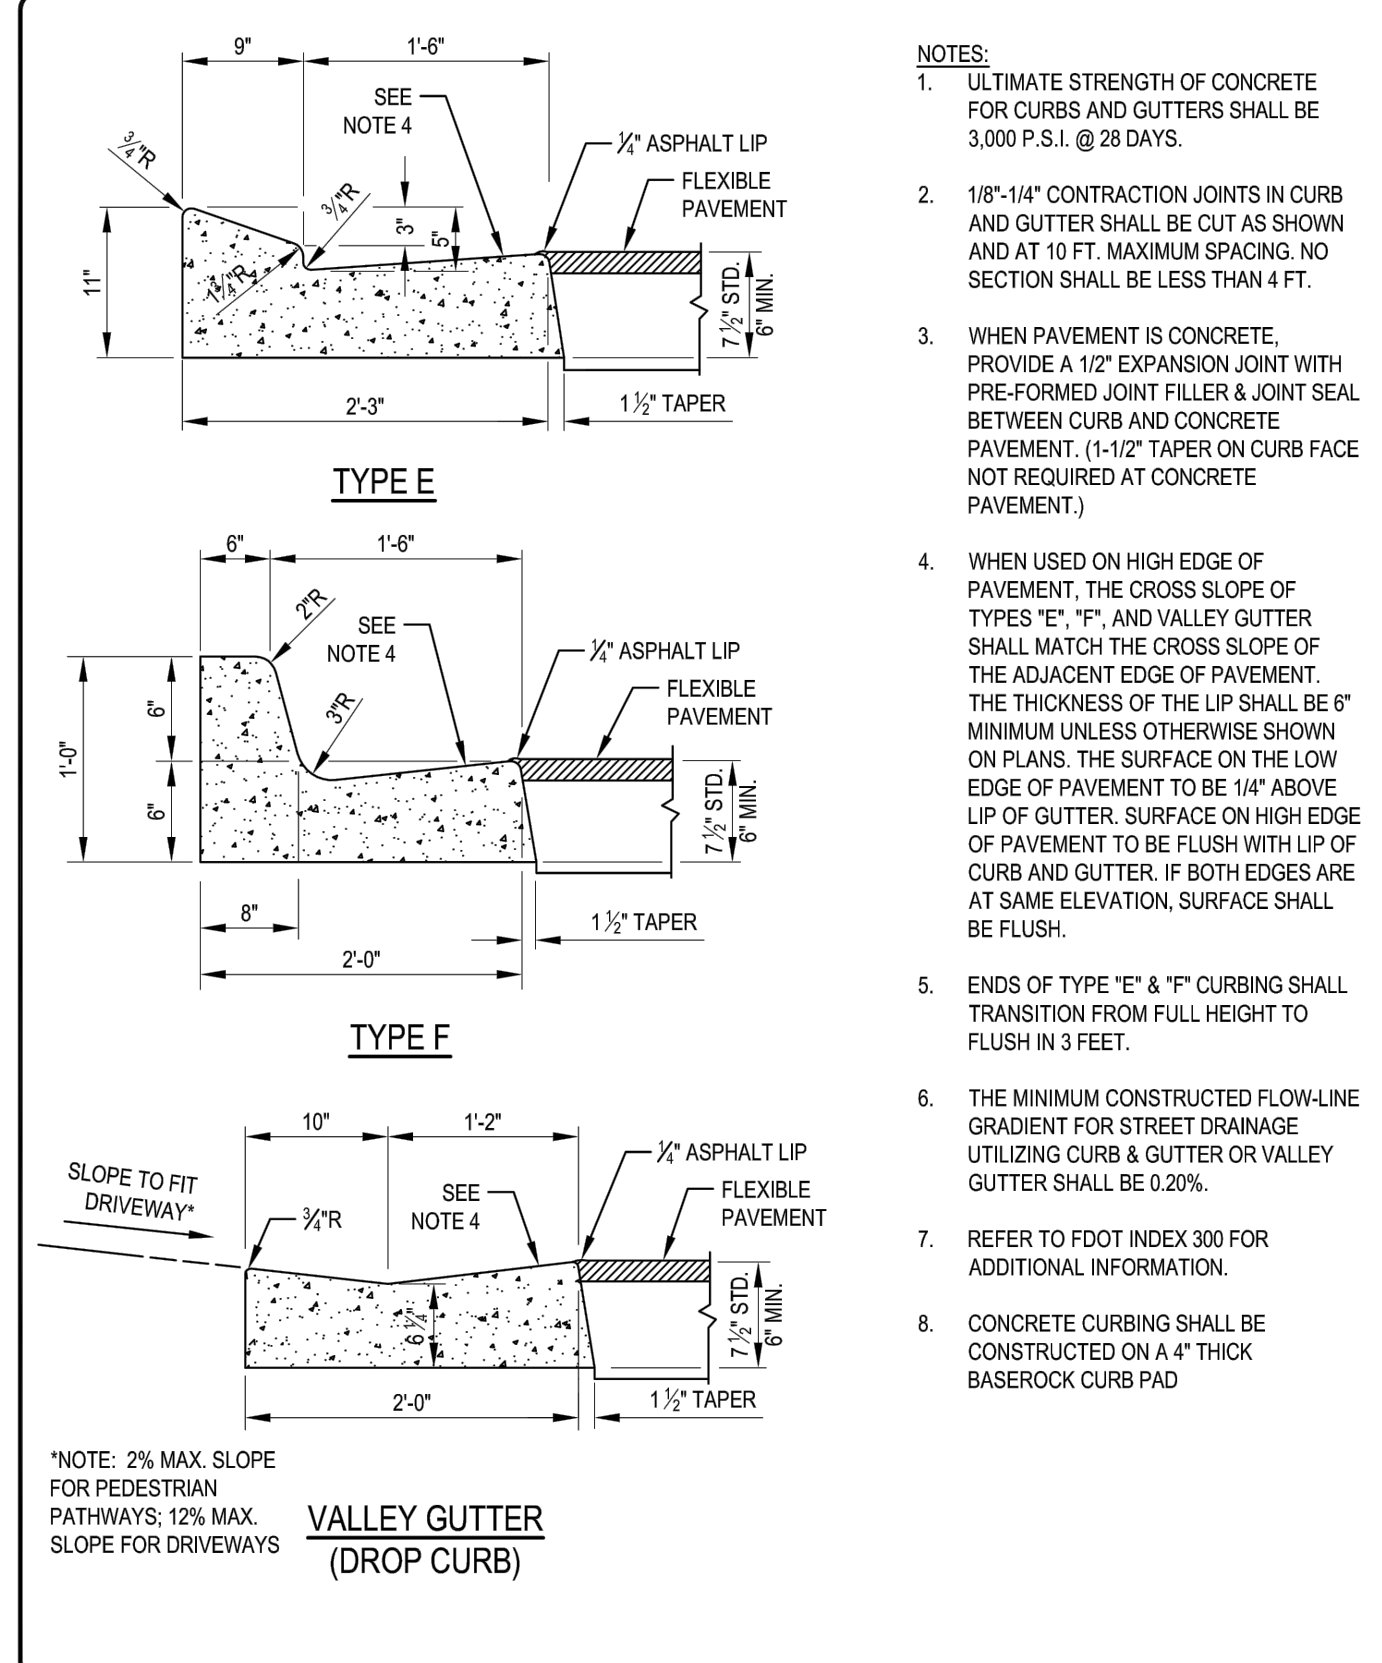 9" 1'-6"
SEE
NOTE 4
3/4"R
1/4" ASPHALT LIP
FLEXIBLE
PAVEMENT
3/4"R
3"
5"
11"
1 3/4"R
7 1/2" STD.
6" MIN.
2'-3"
1 1/2" TAPER
TYPE E
6" 1'-6"
2"R
SEE
NOTE 4
1/4" ASPHALT LIP
FLEXIBLE
PAVEMENT
3"R
1'-0"
6"
6"
7 1/2" STD.
6" MIN.
8"
1 1/2" TAPER
2'-0"
TYPE F
10" 1'-2"
SLOPE TO FIT
DRIVEWAY*
3/4"R
SEE
NOTE 4
1/4" ASPHALT LIP
FLEXIBLE
PAVEMENT
6 1/4"
7 1/2" STD.
6" MIN.
2'-0"
1 1/2" TAPER
*NOTE: 2% MAX. SLOPE
FOR PEDESTRIAN
PATHWAYS; 12% MAX.
SLOPE FOR DRIVEWAYS
VALLEY GUTTER
(DROP CURB)
NOTES:
1. ULTIMATE STRENGTH OF CONCRETE
FOR CURBS AND GUTTERS SHALL BE
3,000 P.S.I. @ 28 DAYS.
2. 1/8"-1/4" CONTRACTION JOINTS IN CURB
AND GUTTER SHALL BE CUT AS SHOWN
AND AT 10 FT. MAXIMUM SPACING. NO
SECTION SHALL BE LESS THAN 4 FT.
3. WHEN PAVEMENT IS CONCRETE,
PROVIDE A 1/2" EXPANSION JOINT WITH
PRE-FORMED JOINT FILLER & JOINT SEAL
BETWEEN CURB AND CONCRETE
PAVEMENT. (1-1/2" TAPER ON CURB FACE
NOT REQUIRED AT CONCRETE
PAVEMENT.)
4. WHEN USED ON HIGH EDGE OF
PAVEMENT, THE CROSS SLOPE OF
TYPES "E", "F", AND VALLEY GUTTER
SHALL MATCH THE CROSS SLOPE OF
THE ADJACENT EDGE OF PAVEMENT.
THE THICKNESS OF THE LIP SHALL BE 6"
MINIMUM UNLESS OTHERWISE SHOWN
ON PLANS. THE SURFACE ON THE LOW
EDGE OF PAVEMENT TO BE 1/4" ABOVE
LIP OF GUTTER. SURFACE ON HIGH EDGE
OF PAVEMENT TO BE FLUSH WITH LIP OF
CURB AND GUTTER. IF BOTH EDGES ARE
AT SAME ELEVATION, SURFACE SHALL
BE FLUSH.
5. ENDS OF TYPE "E" & "F" CURBING SHALL
TRANSITION FROM FULL HEIGHT TO
FLUSH IN 3 FEET.
6. THE MINIMUM CONSTRUCTED FLOW-LINE
GRADIENT FOR STREET DRAINAGE
UTILIZING CURB & GUTTER OR VALLEY
GUTTER SHALL BE 0.20%.
7. REFER TO FDOT INDEX 300 FOR
ADDITIONAL INFORMATION.
8. CONCRETE CURBING SHALL BE
CONSTRUCTED ON A 4" THICK
BASEROCK CURB PAD